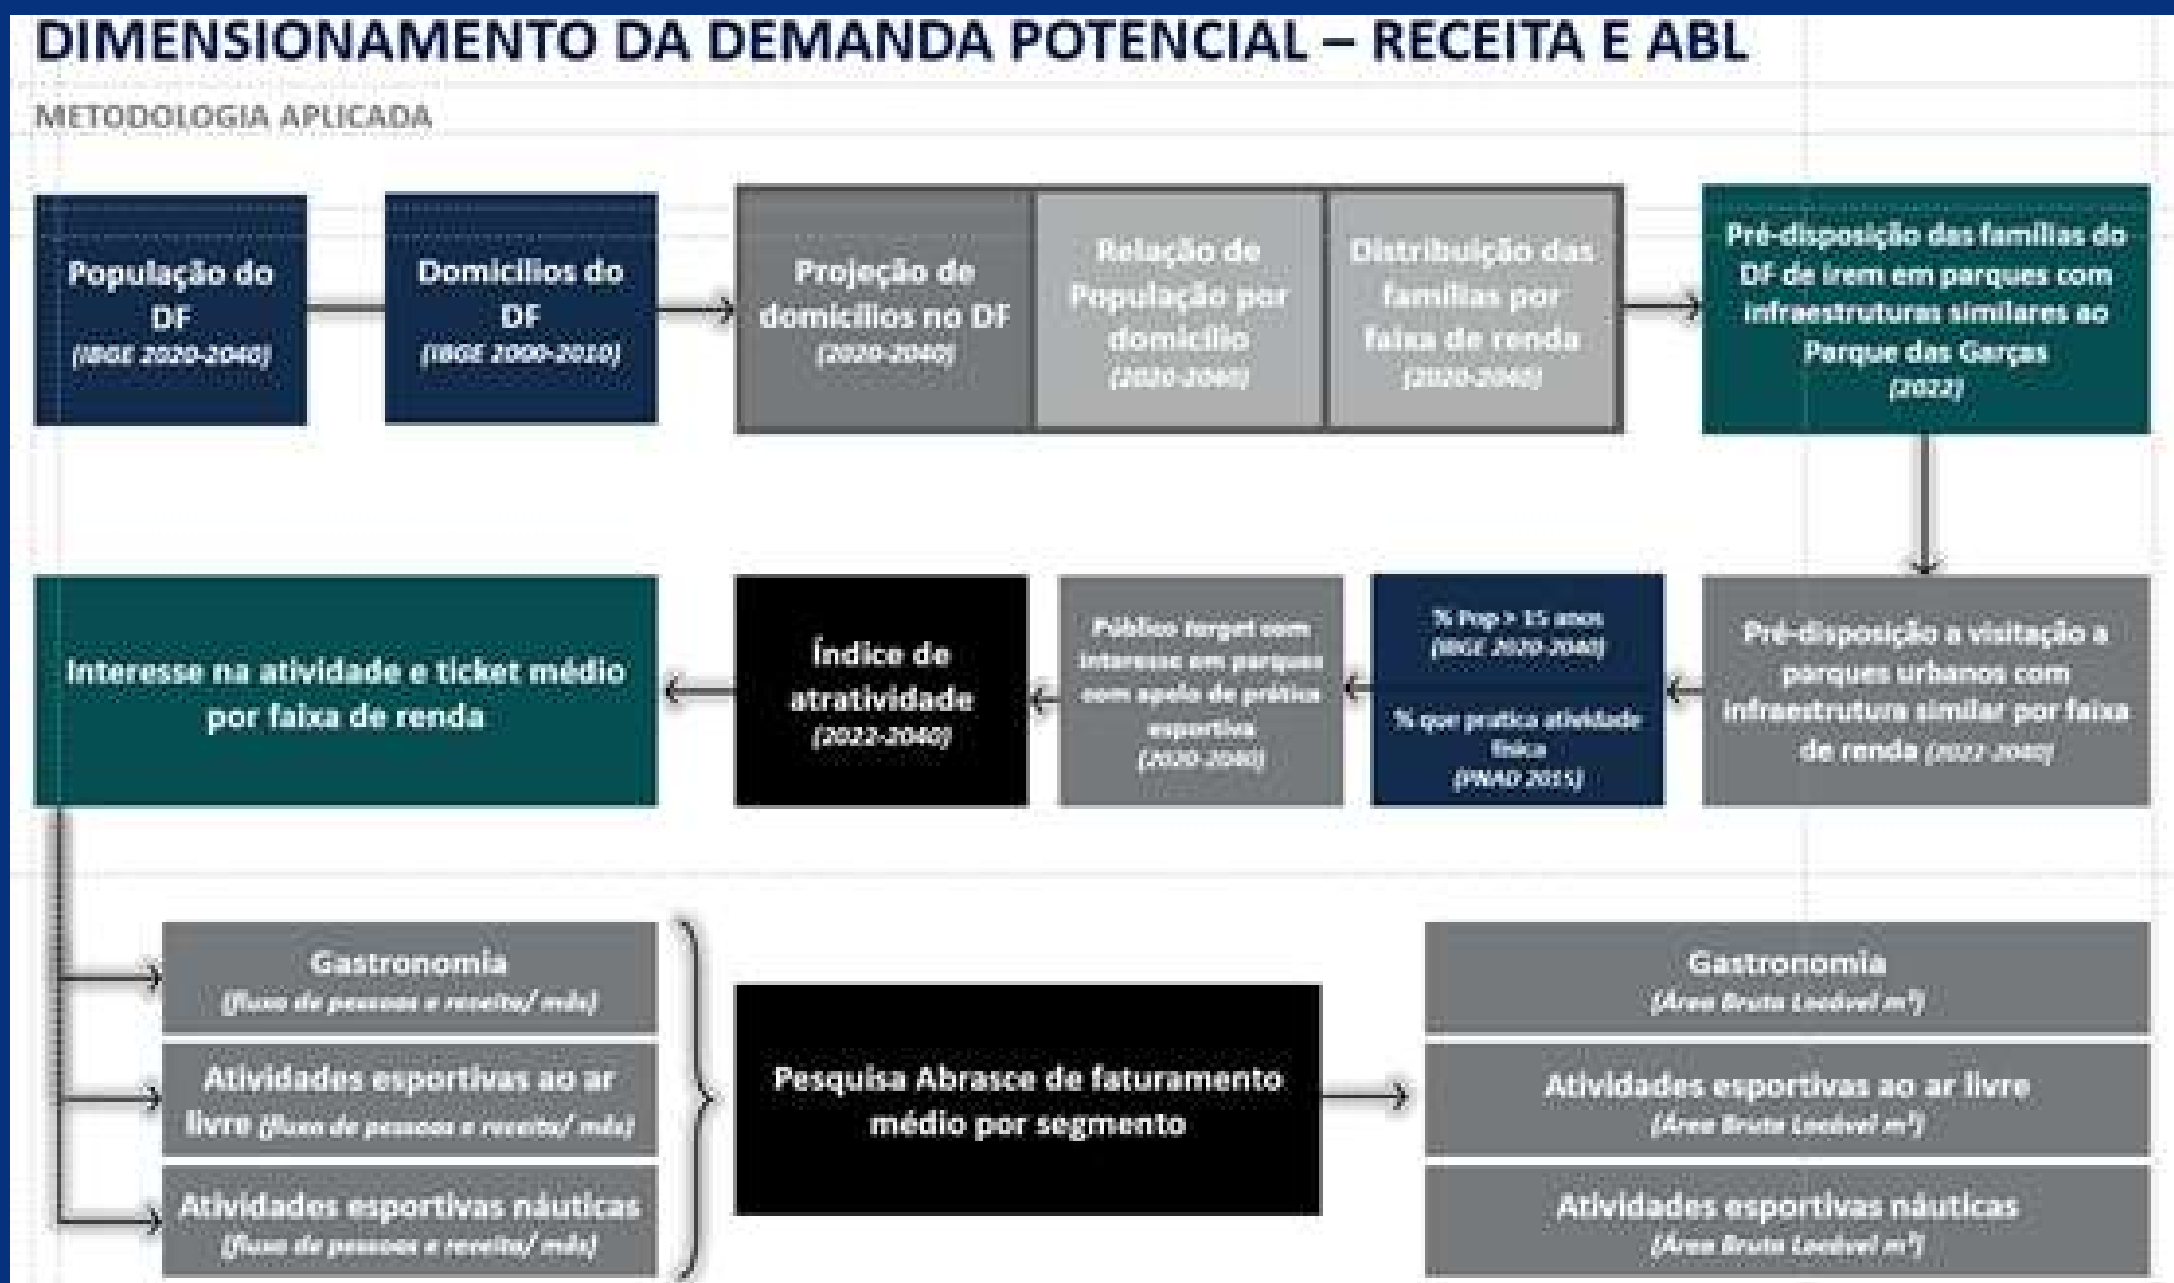 DIMENSIONAMENTO DA DEMANDA POTENCIAL – RECEITA E ABL
METODOLOGIA APLICADA
População do
DF
(IBGE 2020-2040)
Domicílios do
DF
(IBGE 2000-2010)
Projeção de
domicílios no DF
(2020-2040)
Relação de
População por
domicílio
(2020-2040)
Distribuição das
famílias por
faixa de renda
(2020-2040)
Pré-disposição das famílias do
DF de irem em parques com
infraestruturas similares ao
Parque das Garças
(2022)
Interesse na atividade e ticket médio
por faixa de renda
Índice de
atratividade
(2022-2040)
Público target com
interesse em parques
com apelo de prática
esportiva
(2020-2040)
% Pop > 15 anos
(IBGE 2020-2040)
% que pratica atividade
física
(PNAD 2015)
Pré-disposição a visitação a
parques urbanos com
infraestrutura similar por faixa
de renda (2022-2040)
Gastronomia
(fluxo de pessoas e receita/ mês)
Atividades esportivas ao ar
livre (fluxo de pessoas e receita/ mês)
Atividades esportivas náuticas
(fluxo de pessoas e receita/ mês)
Pesquisa Abrasce de faturamento
médio por segmento
Gastronomia
(Área Bruta Locável m²)
Atividades esportivas ao ar livre
(Área Bruta Locável m²)
Atividades esportivas náuticas
(Área Bruta Locável m²)